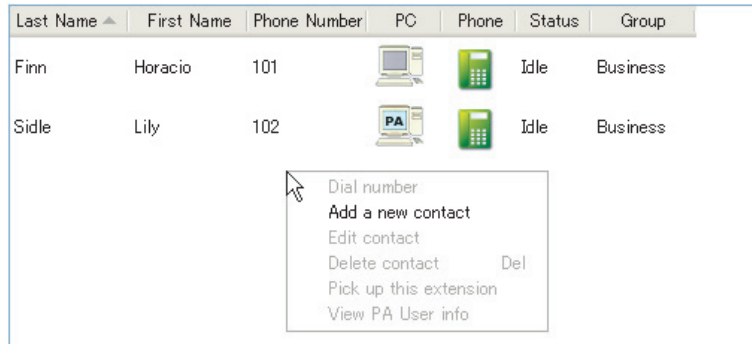 Last Name First Name Phone Number PC Phone Status Group
Finn Horacio 101 Idle Business
Sidle Lily 102 PA Idle Business
Dial number
Add a new contact
Edit contact
Delete contact Del
Pick up this extension
View PA User info